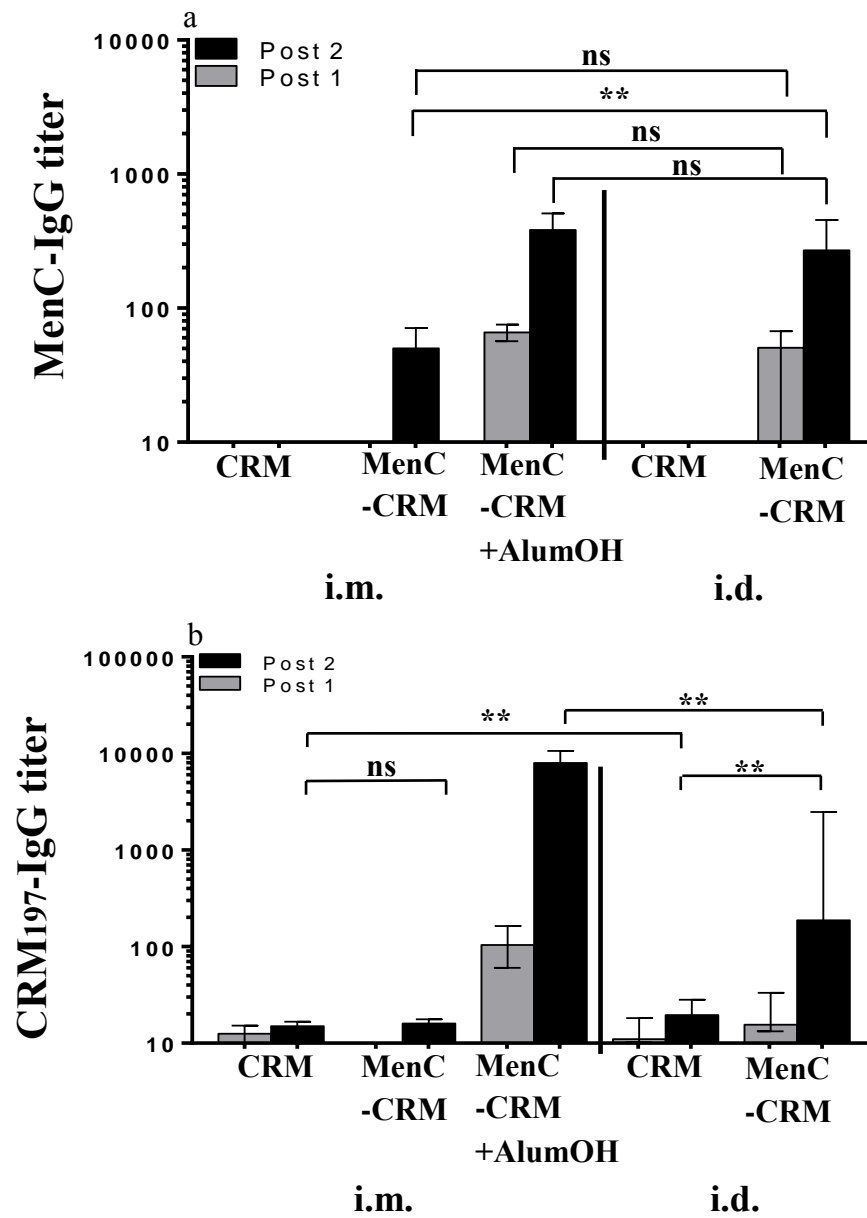 a
10000
Post 2
Post 1
ns
**
ns
1000
ns
100
10
MenC-IgG titer
CRM MenC MenC CRM MenC
-CRM -CRM -CRM
+AlumOH
i.m. i.d.
b
100000
Post 2
Post 1
**
**
10000
ns
**
1000
100
10
CRM197-IgG titer
CRM MenC MenC CRM MenC
-CRM -CRM -CRM
+AlumOH
i.m. i.d.